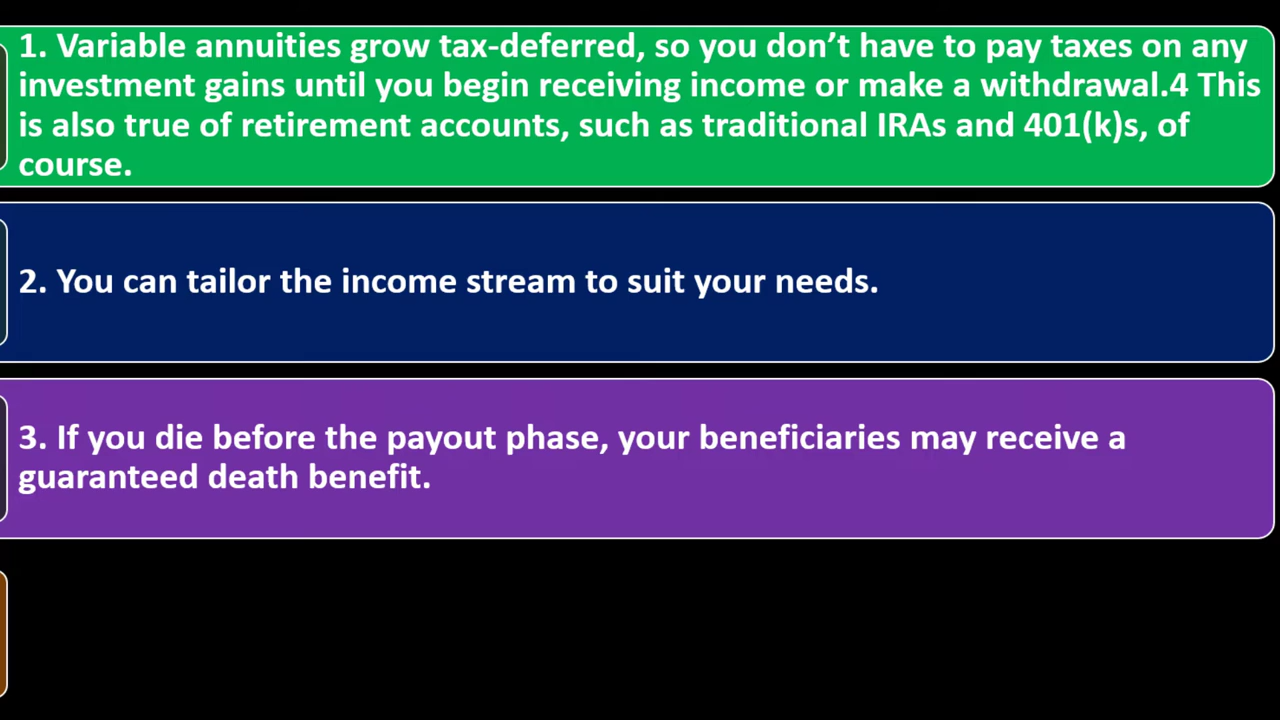 1. Variable annuities grow tax-deferred, so you don’t have to pay taxes on any
investment gains until you begin receiving income or make a withdrawal.4 This
is also true of retirement accounts, such as traditional IRAs and 401(k)s, of
course.
2. You can tailor the income stream to suit your needs.
3. If you die before the payout phase, your beneficiaries may receive a
guaranteed death benefit.